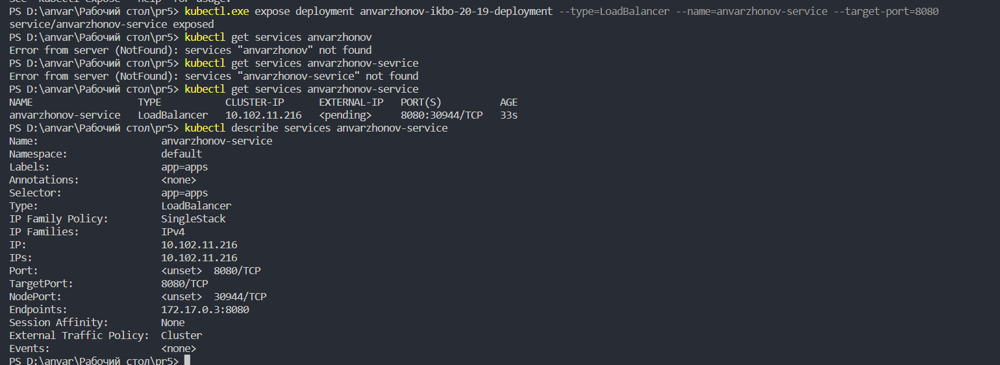 See 'kubectl expose --help' for usage.
PS D:\anvar\Рабочий стол\pr5> kubectl.exe expose deployment anvarzhonov-ikbo-20-19-deployment --type=LoadBalancer --name=anvarzhonov-service --target-port=8080
service/anvarzhonov-service exposed
PS D:\anvar\Рабочий стол\pr5> kubectl get services anvarzhonov
Error from server (NotFound): services "anvarzhonov" not found
PS D:\anvar\Рабочий стол\pr5> kubectl get services anvarzhonov-sevrice
Error from server (NotFound): services "anvarzhonov-sevrice" not found
PS D:\anvar\Рабочий стол\pr5> kubectl get services anvarzhonov-service
NAME TYPE CLUSTER-IP EXTERNAL-IP PORT(S) AGE
anvarzhonov-service LoadBalancer 10.102.11.216 <pending> 8080:30944/TCP 33s
PS D:\anvar\Рабочий стол\pr5> kubectl describe services anvarzhonov-service
Name: anvarzhonov-service
Namespace: default
Labels: app=apps
Annotations: <none>
Selector: app=apps
Type: LoadBalancer
IP Family Policy: SingleStack
IP Families: IPv4
IP: 10.102.11.216
IPs: 10.102.11.216
Port: <unset> 8080/TCP
TargetPort: 8080/TCP
NodePort: <unset> 30944/TCP
Endpoints: 172.17.0.3:8080
Session Affinity: None
External Traffic Policy: Cluster
Events: <none>
PS D:\anvar\Рабочий стол\pr5>